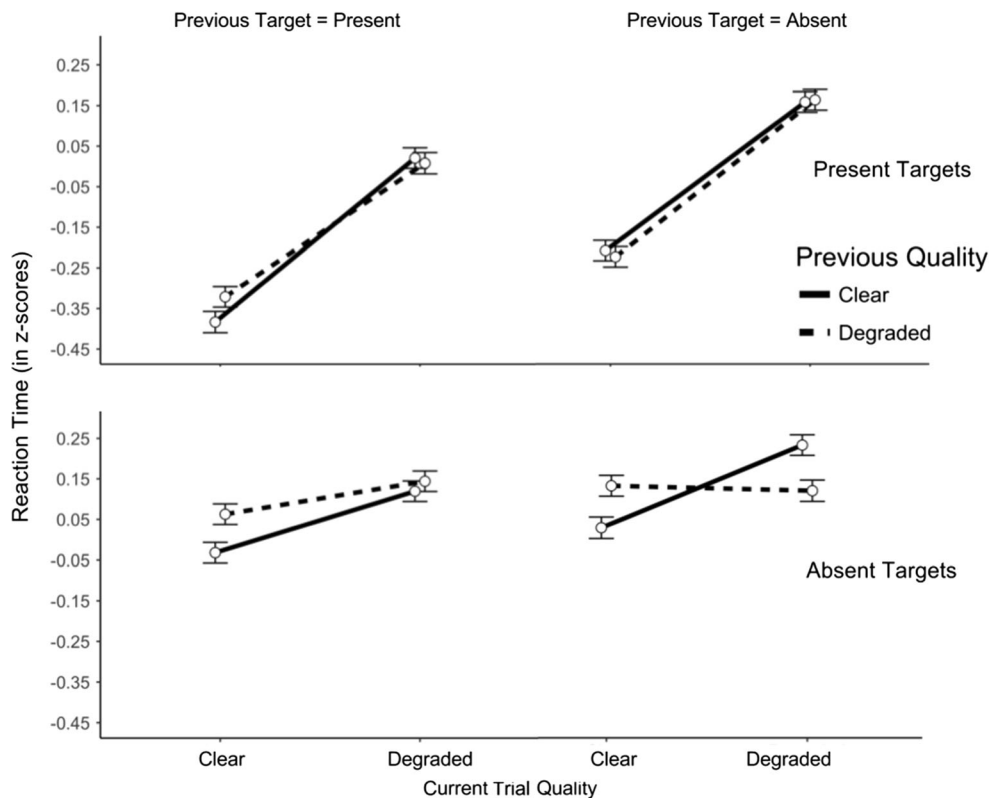 Previous Target = Present
Previous Target = Absent
0.25
0.15
0.05
-0.05
-0.15
-0.25
-0.35
-0.45
Present Targets
Previous Quality
Clear
Degraded
Reaction Time (in z-scores)
0.25
0.15
0.05
-0.05
-0.15
-0.25
-0.35
-0.45
Absent Targets
Clear
Degraded
Clear
Degraded
Current Trial Quality